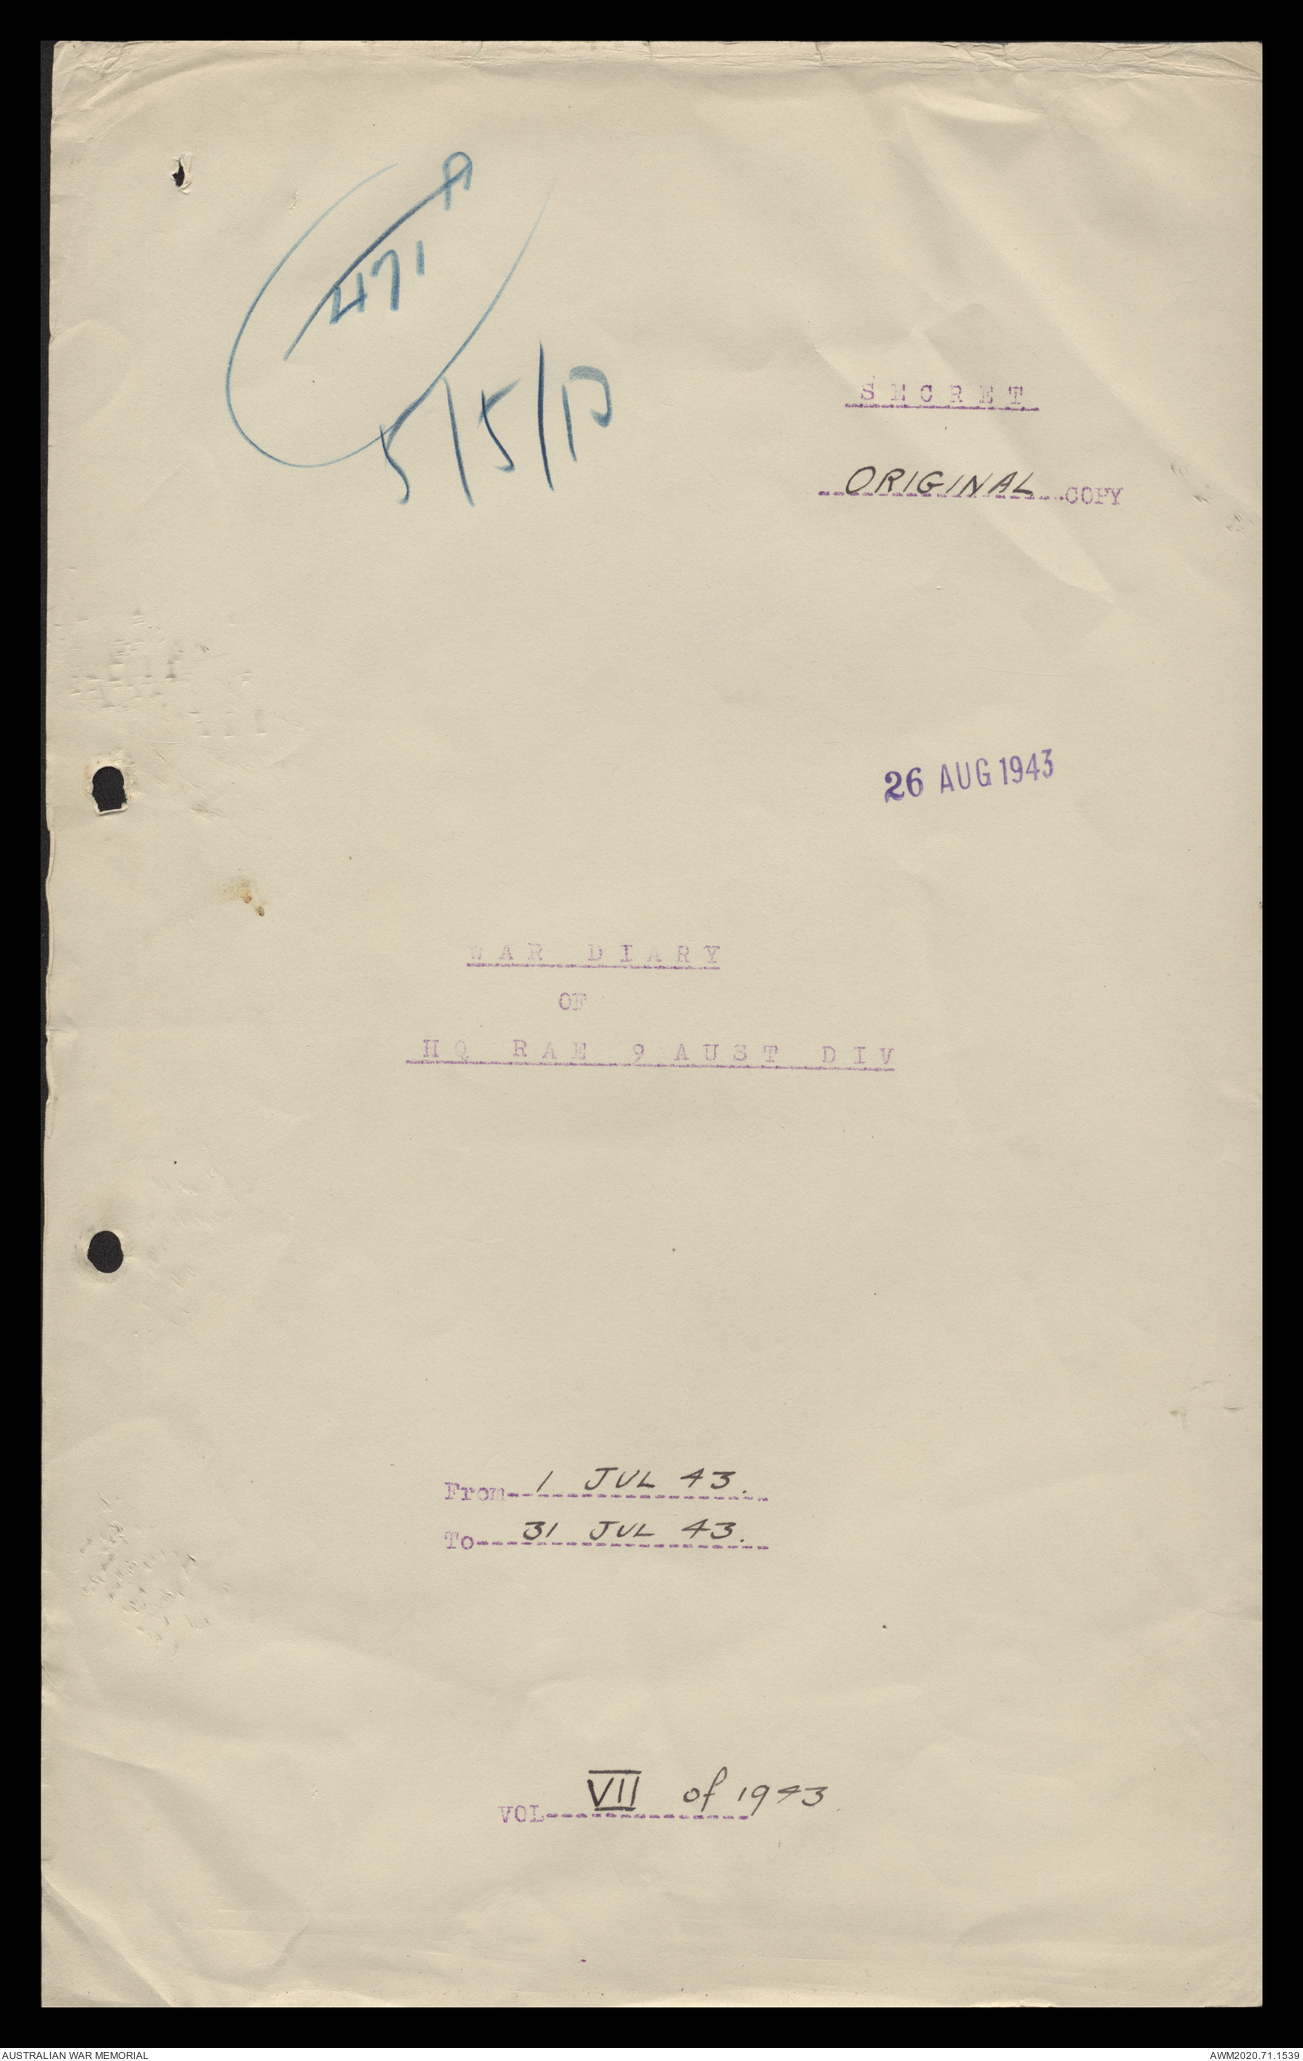 471
5/5/13
SECRET
ORIGINAL COPY
26 AUG 1943
WAR DIARY
OF
HQ RAE 9 AUST DIV
From 1 JUL 43.
To 31 JUL 43.
VOL VII of 1943
AUSTRALIAN WAR MEMORIAL
AWM2020.71.1539